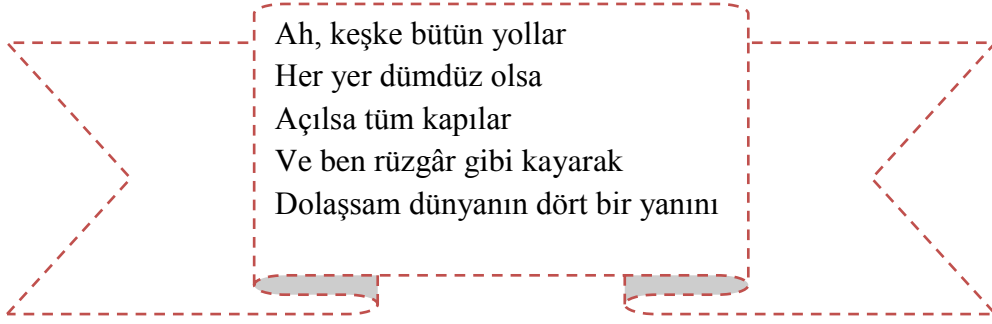 Ah, keşke bütün yollar
Her yer dümdüz olsa
Açılsa tüm kapılar
Ve ben rüzgâr gibi kayarak
Dolaşsam dünyanın dört bir yanını